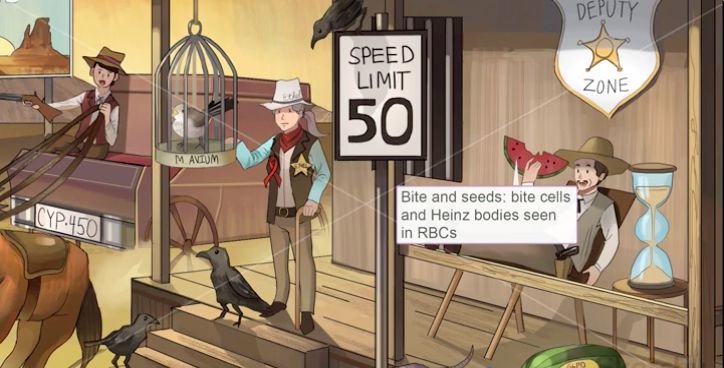 DEPUTY
ZONE
SPEED
LIMIT
50
M. AVIUM
CYP-450
Bite and seeds: bite cells
and Heinz bodies seen
in RBCs
G6PD